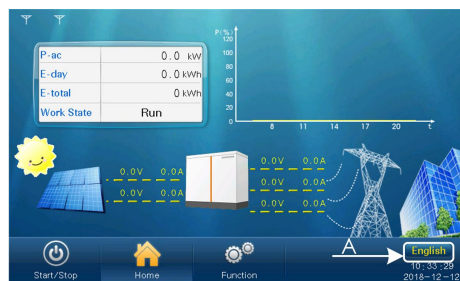 P(%)
120
100
80
60
40
20
0
8 11 14 17 20 t
P-ac 0.0 kW
E-day 0.0 kWh
E-total 0 kWh
Work State Run
0.0V 0.0A
0.0V 0.0A
0.0V 0.0A
0.0V 0.0A
0.0V 0.0A
Start/Stop
Home
Function
A
English
10:33:29
2018-12-12